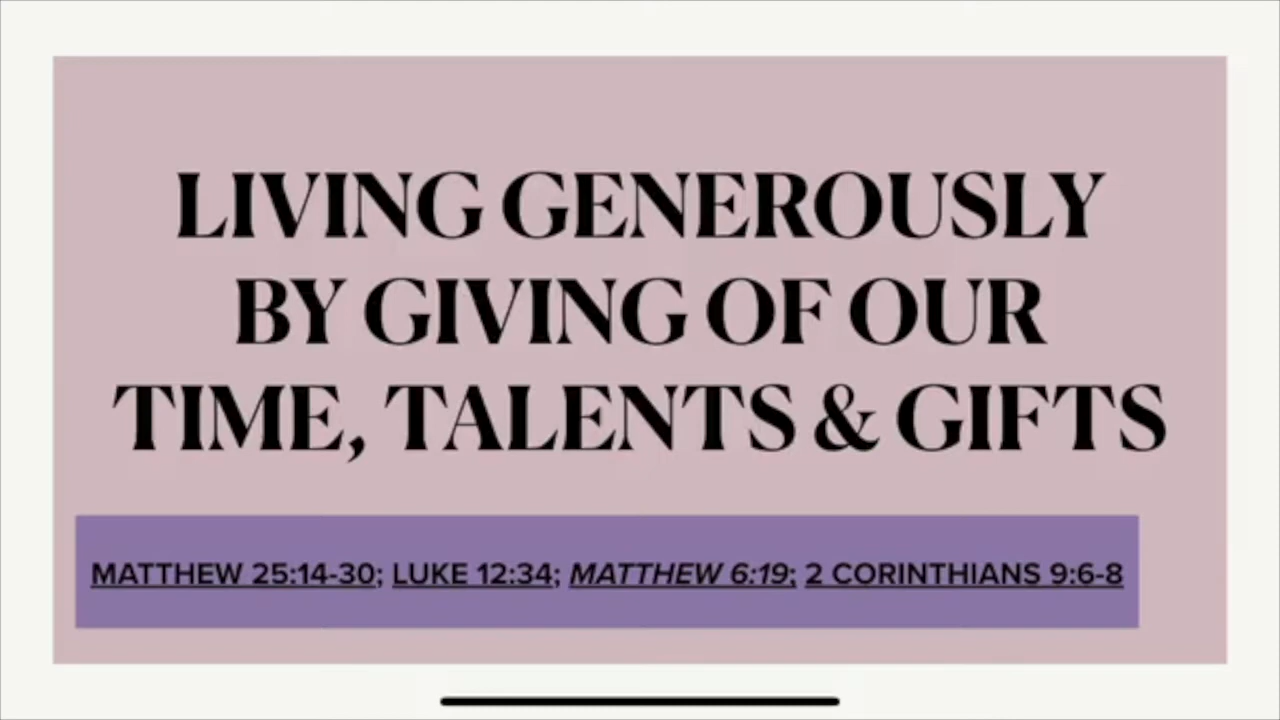 LIVING GENEROUSLY
BY GIVING OF OUR
TIME, TALENTS & GIFTS
MATTHEW 25:14-30; LUKE 12:34; MATTHEW 6:19; 2 CORINTHIANS 9:6-8